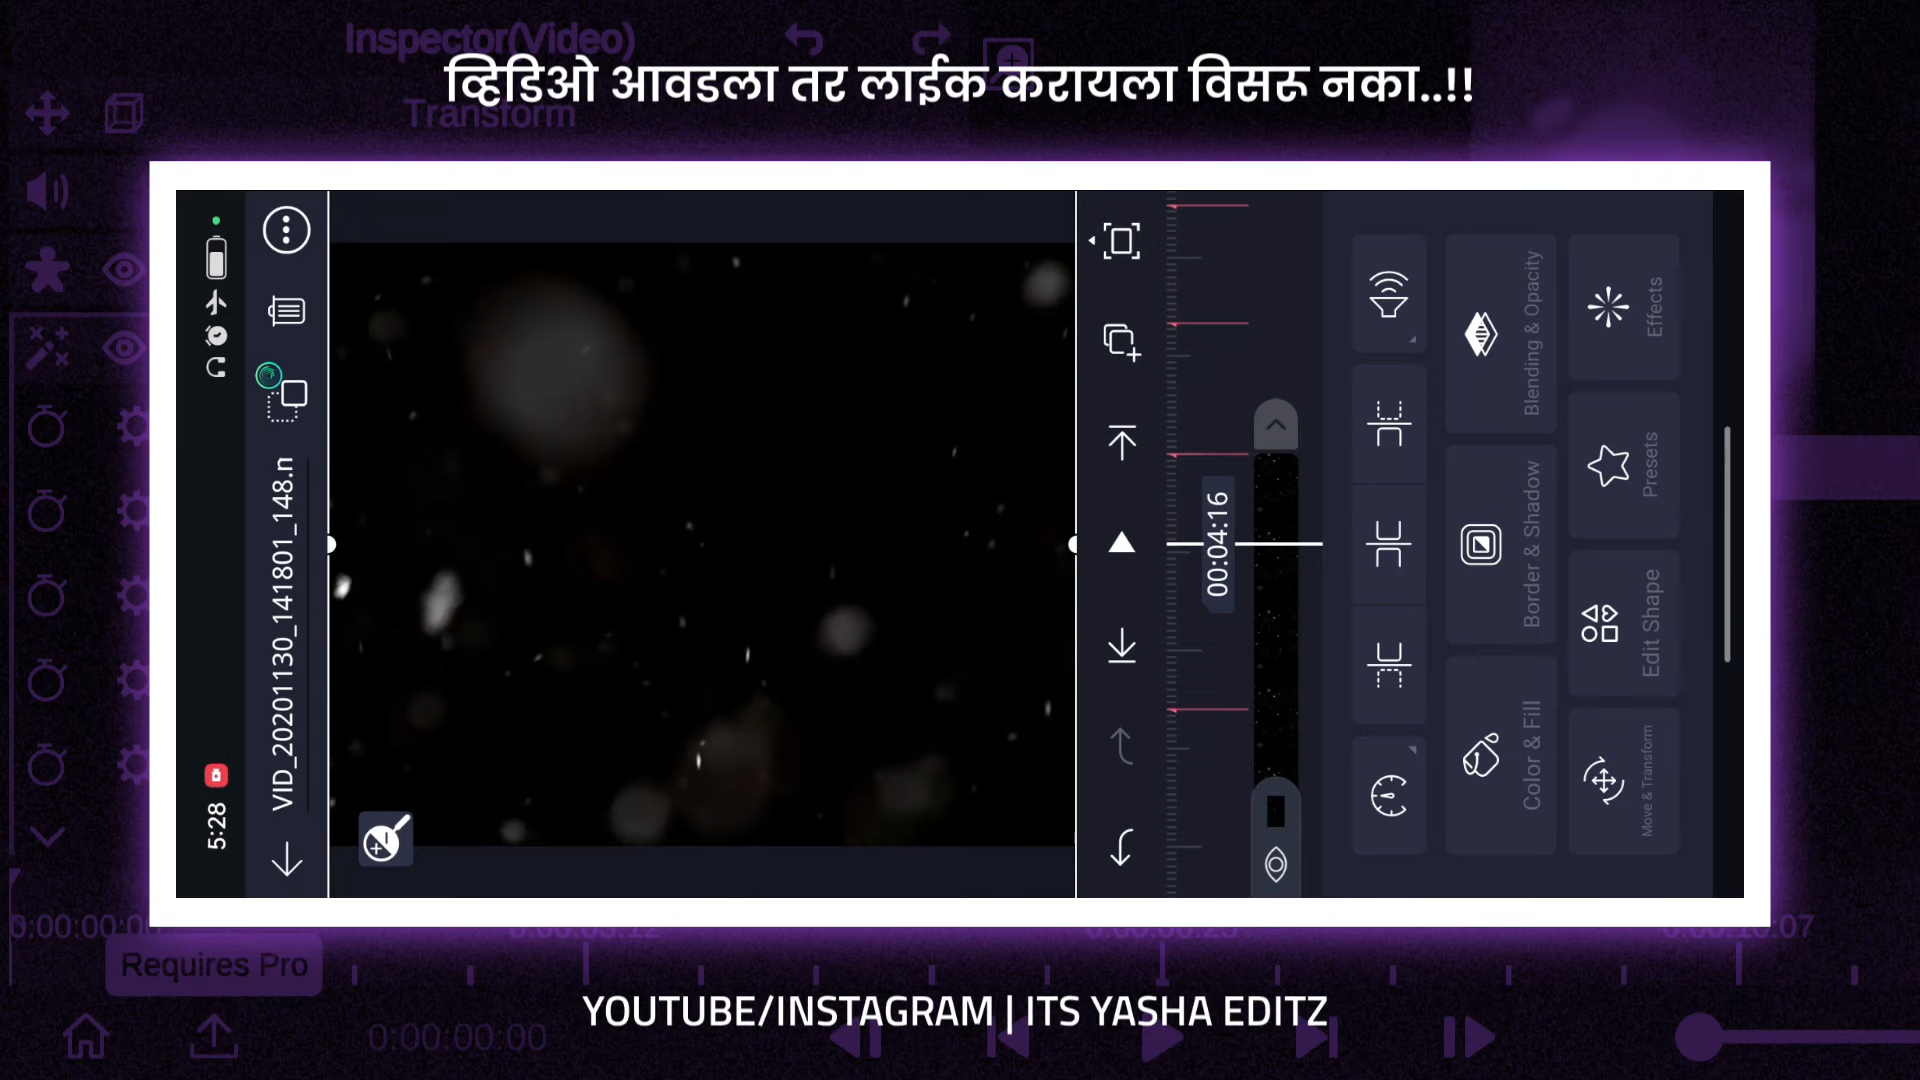 Inspector(Video)
व्हिडिओ आवडला तर लाईक करायला विसरू नका..!!
Transform
5:28
VID_20201130_141801_148.n
00:04:16
Blending & Opacity
Border & Shadow
Color & Fill
Effects
Presets
Edit Shape
Move & Transform
Requires Pro
YOUTUBE/INSTAGRAM | ITS YASHA EDITZ
0:00:00:00